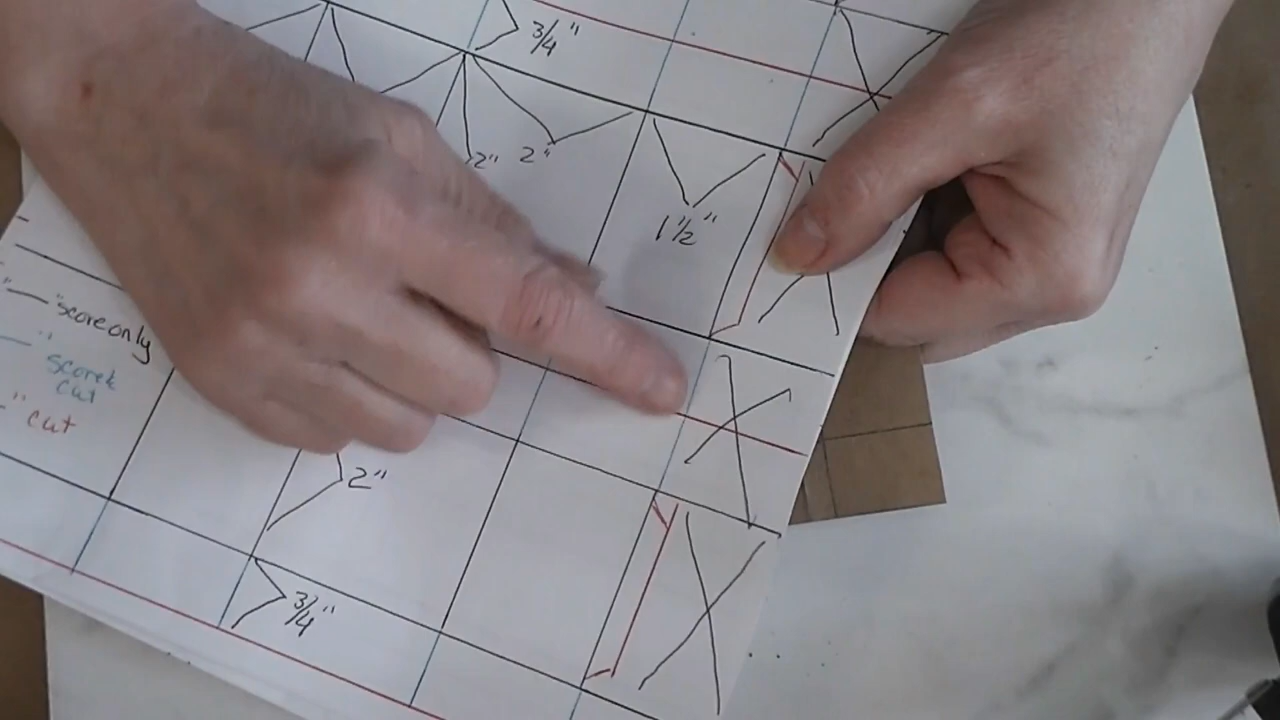 3/4"
2" 2"
1 1/2"
"score only
" score & cut
" cut
2"
3/4"